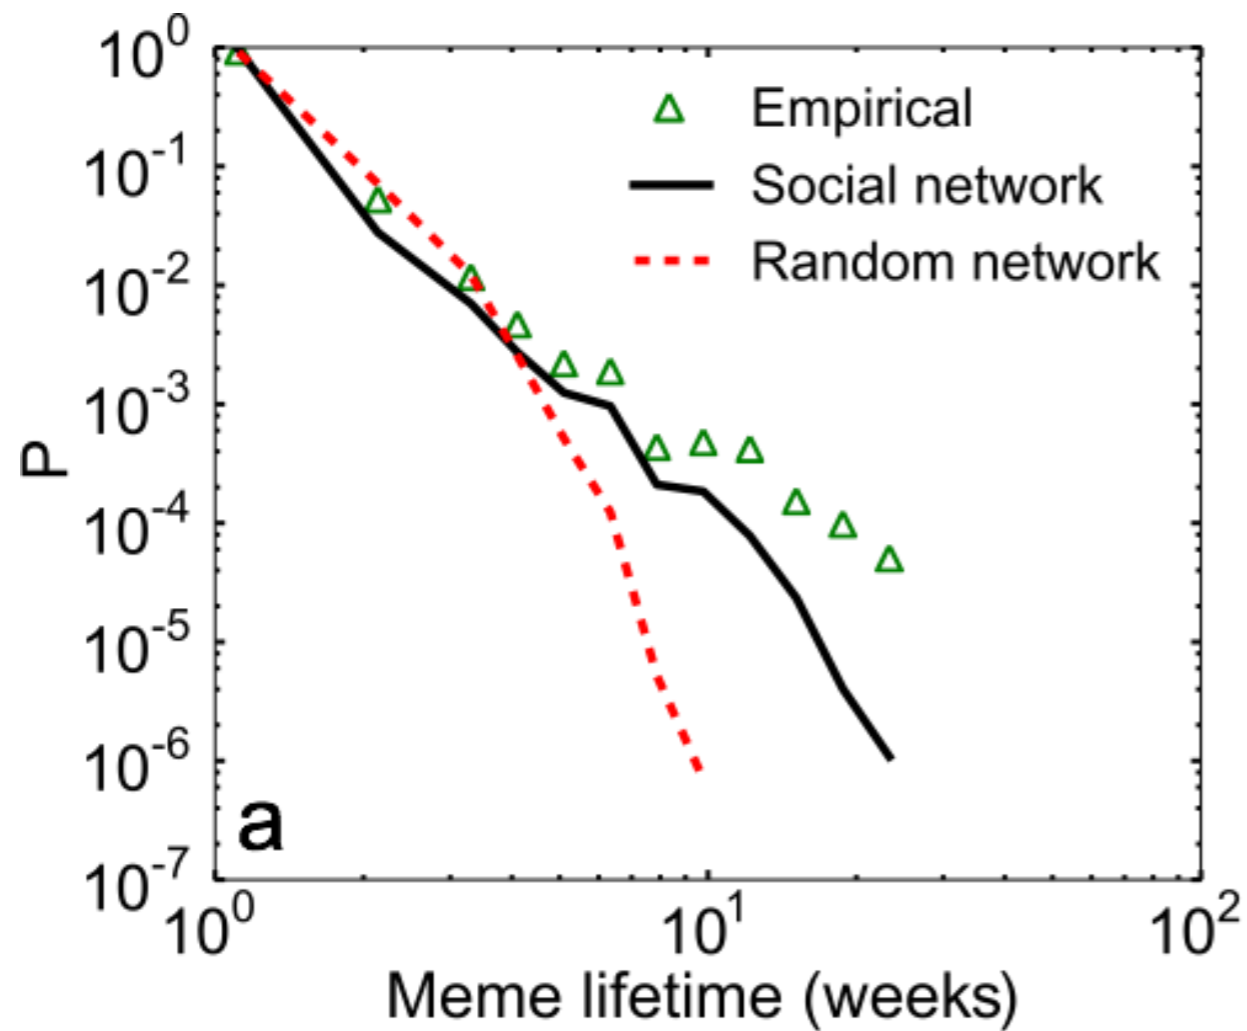 10^0
10^-1
10^-2
10^-3
10^-4
10^-5
10^-6
10^-7
P
Empirical
Social network
Random network
a
10^0 10^1 10^2
Meme lifetime (weeks)